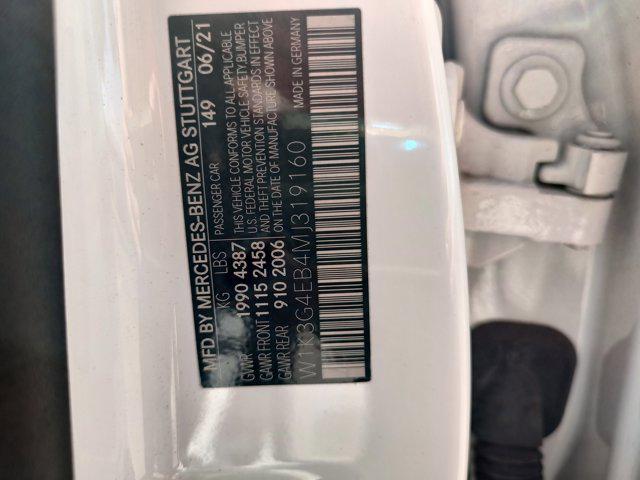 MFD BY MERCEDES-BENZ AG STUTTGART
149 06/21
KG LBS PASSENGER CAR
GVWR 1990 4387 THIS VEHICLE CONFORMS TO ALL APPLICABLE
U.S. FEDERAL MOTOR VEHICLE SAFETY, BUMPER
GAWR FRONT 1115 2458 AND THEFT PREVENTION STANDARDS IN EFFECT
GAWR REAR 910 2006 ON THE DATE OF MANUFACTURE SHOWN ABOVE
W1K3G4EB4MJ319160 MADE IN GERMANY